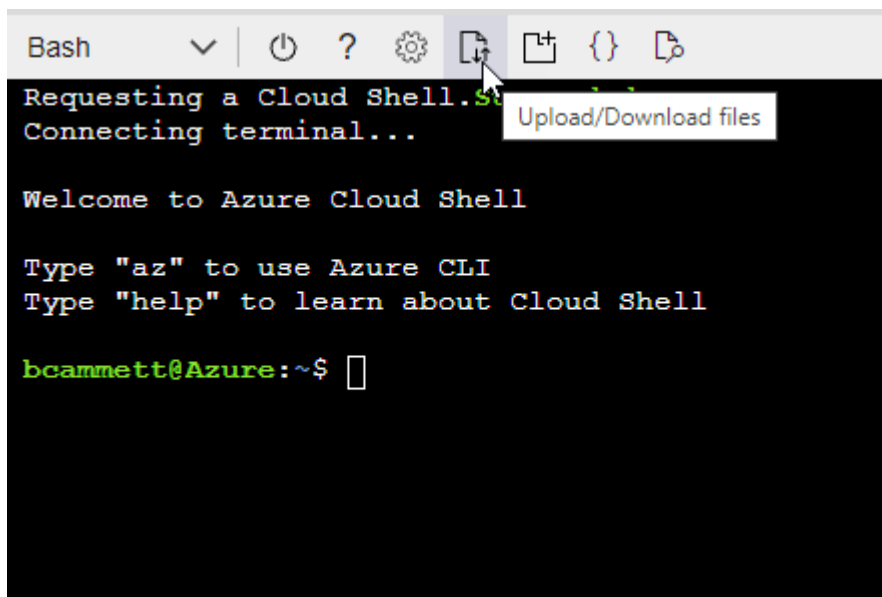 Bash
?
{}
Requesting a Cloud Shell.
Upload/Download files
Connecting terminal...
Welcome to Azure Cloud Shell
Type "az" to use Azure CLI
Type "help" to learn about Cloud Shell
bcammett@Azure:~$